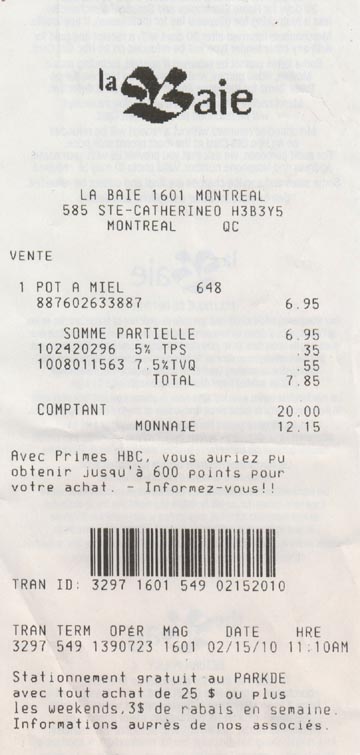 la Baie
LA BAIE 1601 MONTREAL
585 STE-CATHERINEO H3B3Y5
MONTREAL QC
VENTE
1 POT A MIEL 648
887602633887 6.95
SOMME PARTIELLE 6.95
102420296 5% TPS .35
1008011563 7.5%TVQ .55
TOTAL 7.85
COMPTANT 20.00
MONNAIE 12.15
Avec Primes HBC, vous auriez pu
obtenir jusqu'à 600 points pour
votre achat. - Informez-vous!!
TRAN ID: 3297 1601 549 02152010
TRAN TERM OPÉR MAG DATE HRE
3297 549 1390723 1601 02/15/10 11:10AM
Stationnement gratuit au PARKDE
avec tout achat de 25 $ ou plus
les weekends,3$ de rabais en semaine.
Informations auprès de nos associés.